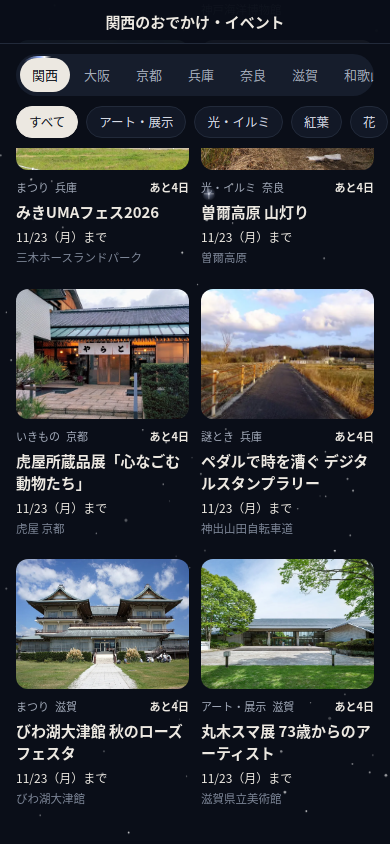 関西のおでかけ・イベント
関西 大阪 京都 兵庫 奈良 滋賀 和歌
すべて アート・展示 光・イルミ 紅葉 花
まつり 兵庫 あと4日
みきUMAフェス2026
11/23（月）まで
三木ホースランドパーク
光・イルミ 奈良 あと4日
曽爾高原 山灯り
11/23（月）まで
曽爾高原
やらと
いきもの 京都 あと4日
虎屋所蔵品展「心なごむ
動物たち」
11/23（月）まで
虎屋 京都
謎とき 兵庫 あと4日
ペダルで時を漕ぐ デジタ
ルスタンプラリー
11/23（月）まで
神出山田自転車道
まつり 滋賀 あと4日
びわ湖大津館 秋のローズ
フェスタ
11/23（月）まで
びわ湖大津館
アート・展示 滋賀 あと4日
丸木スマ展 73歳からのア
ーティスト
11/23（月）まで
滋賀県立美術館